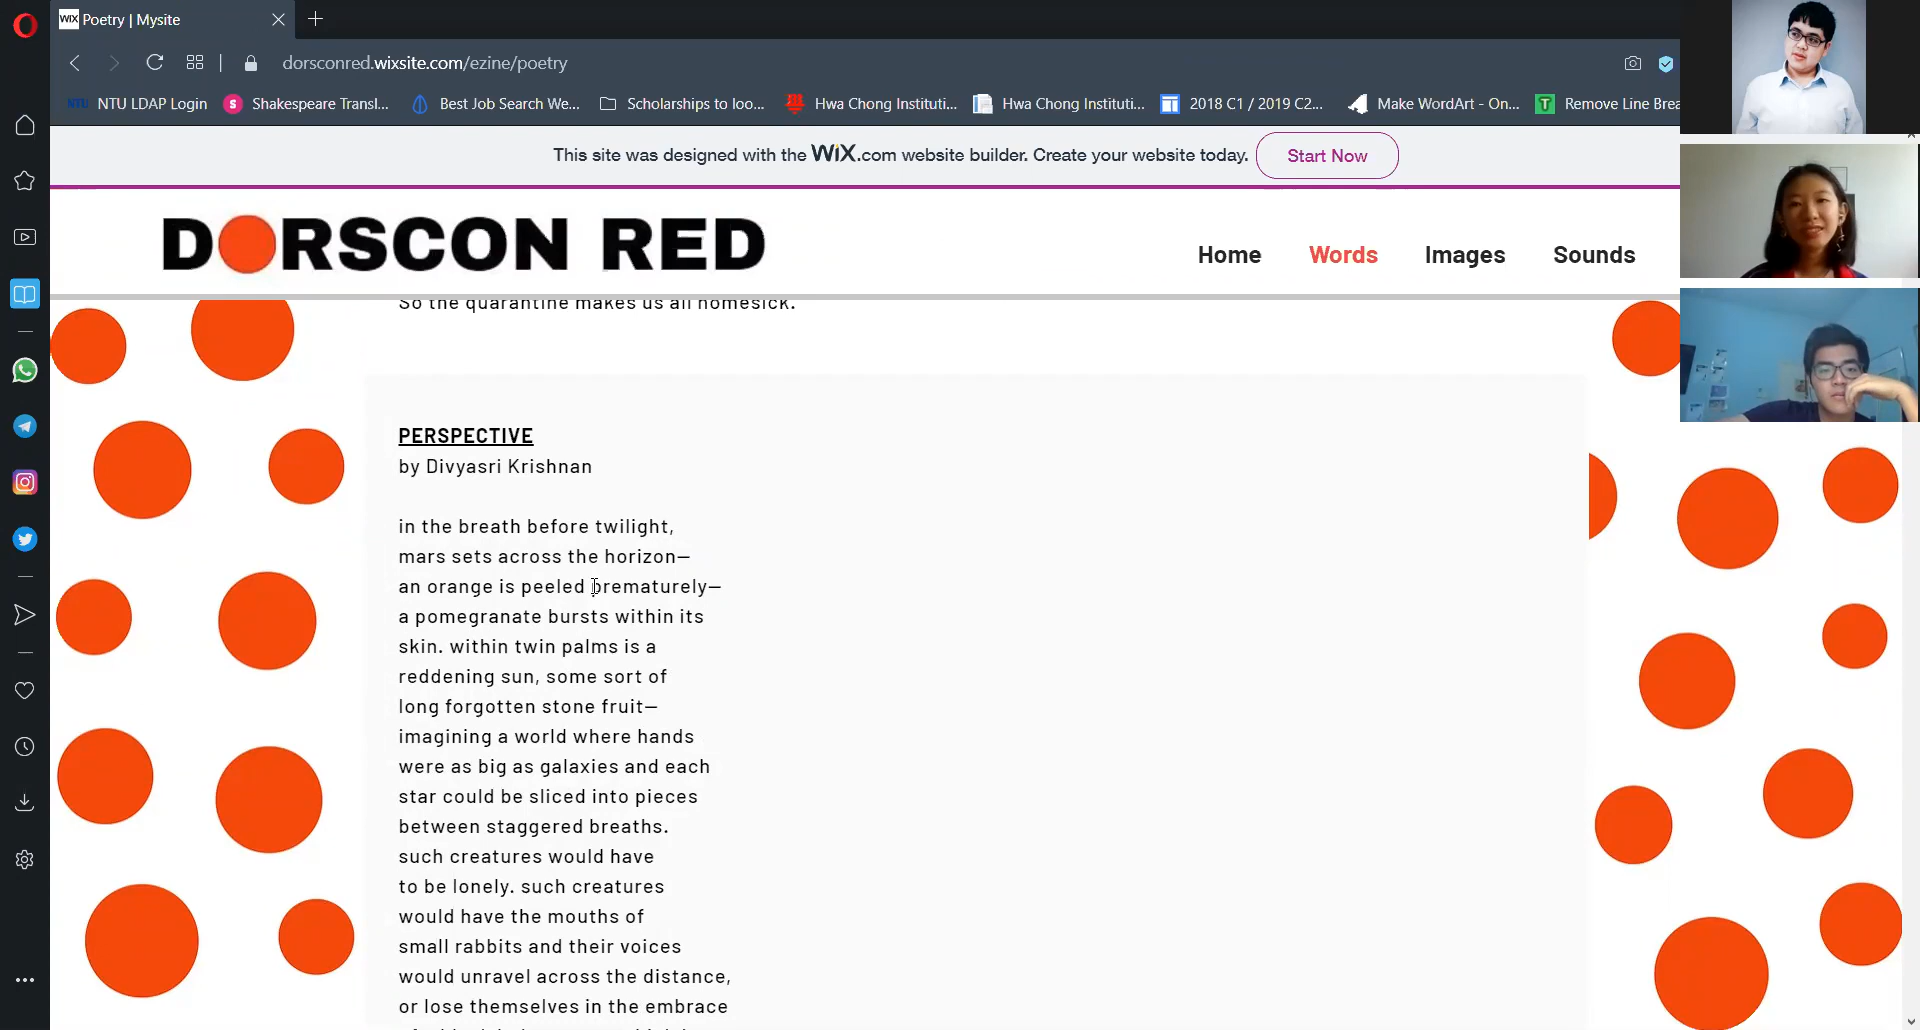 WiX Poetry | Mysite
dorsconred.wixsite.com/ezine/poetry
NTU NTU LDAP Login
S Shakespeare Transl...
Best Job Search We...
Scholarships to loo...
Hwa Chong Instituti...
Hwa Chong Instituti...
2018 C1 / 2019 C2...
Make WordArt - On...
T Remove Line Brea
This site was designed with the WiX.com website builder. Create your website today.
Start Now
DORSCON RED
Home Words Images Sounds
So the quarantine makes us all homesick.
PERSPECTIVE
by Divyasri Krishnan
in the breath before twilight,
mars sets across the horizon—
an orange is peeled prematurely—
a pomegranate bursts within its
skin. within twin palms is a
reddening sun, some sort of
long forgotten stone fruit—
imagining a world where hands
were as big as galaxies and each
star could be sliced into pieces
between staggered breaths.
such creatures would have
to be lonely. such creatures
would have the mouths of
small rabbits and their voices
would unravel across the distance,
or lose themselves in the embrace